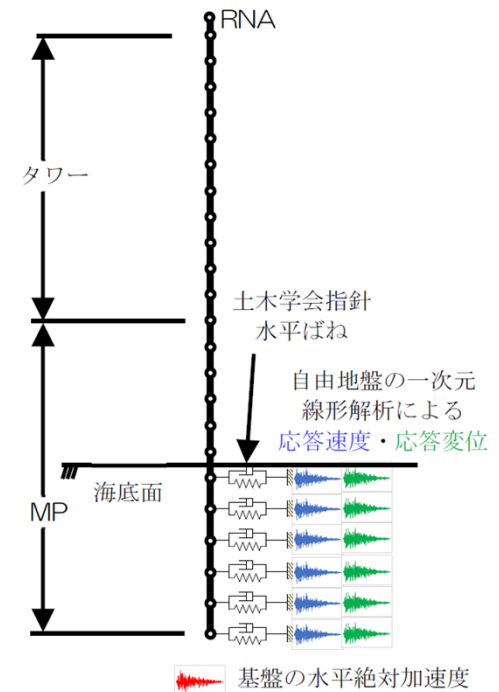 RNA
タワー
土木学会指針
水平ばね
自由地盤の一次元
線形解析による
応答速度・応答変位
海底面
MP
基盤の水平絶対加速度